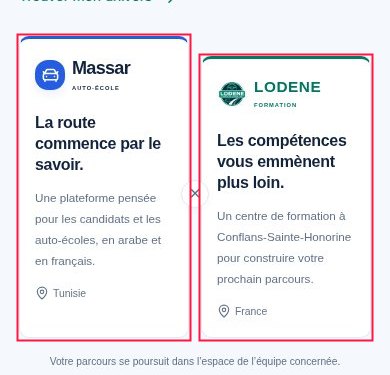 Massar
AUTO-ÉCOLE
La route
commence par le
savoir.
Une plateforme pensée
pour les candidats et les
auto-écoles, en arabe et
en français.
Tunisie
LODENE
LODENE
FORMATION
Les compétences
vous emmènent
plus loin.
Un centre de formation à
Conflans-Sainte-Honorine
pour construire votre
prochain parcours.
France
Votre parcours se poursuit dans l'espace de l'équipe concernée.